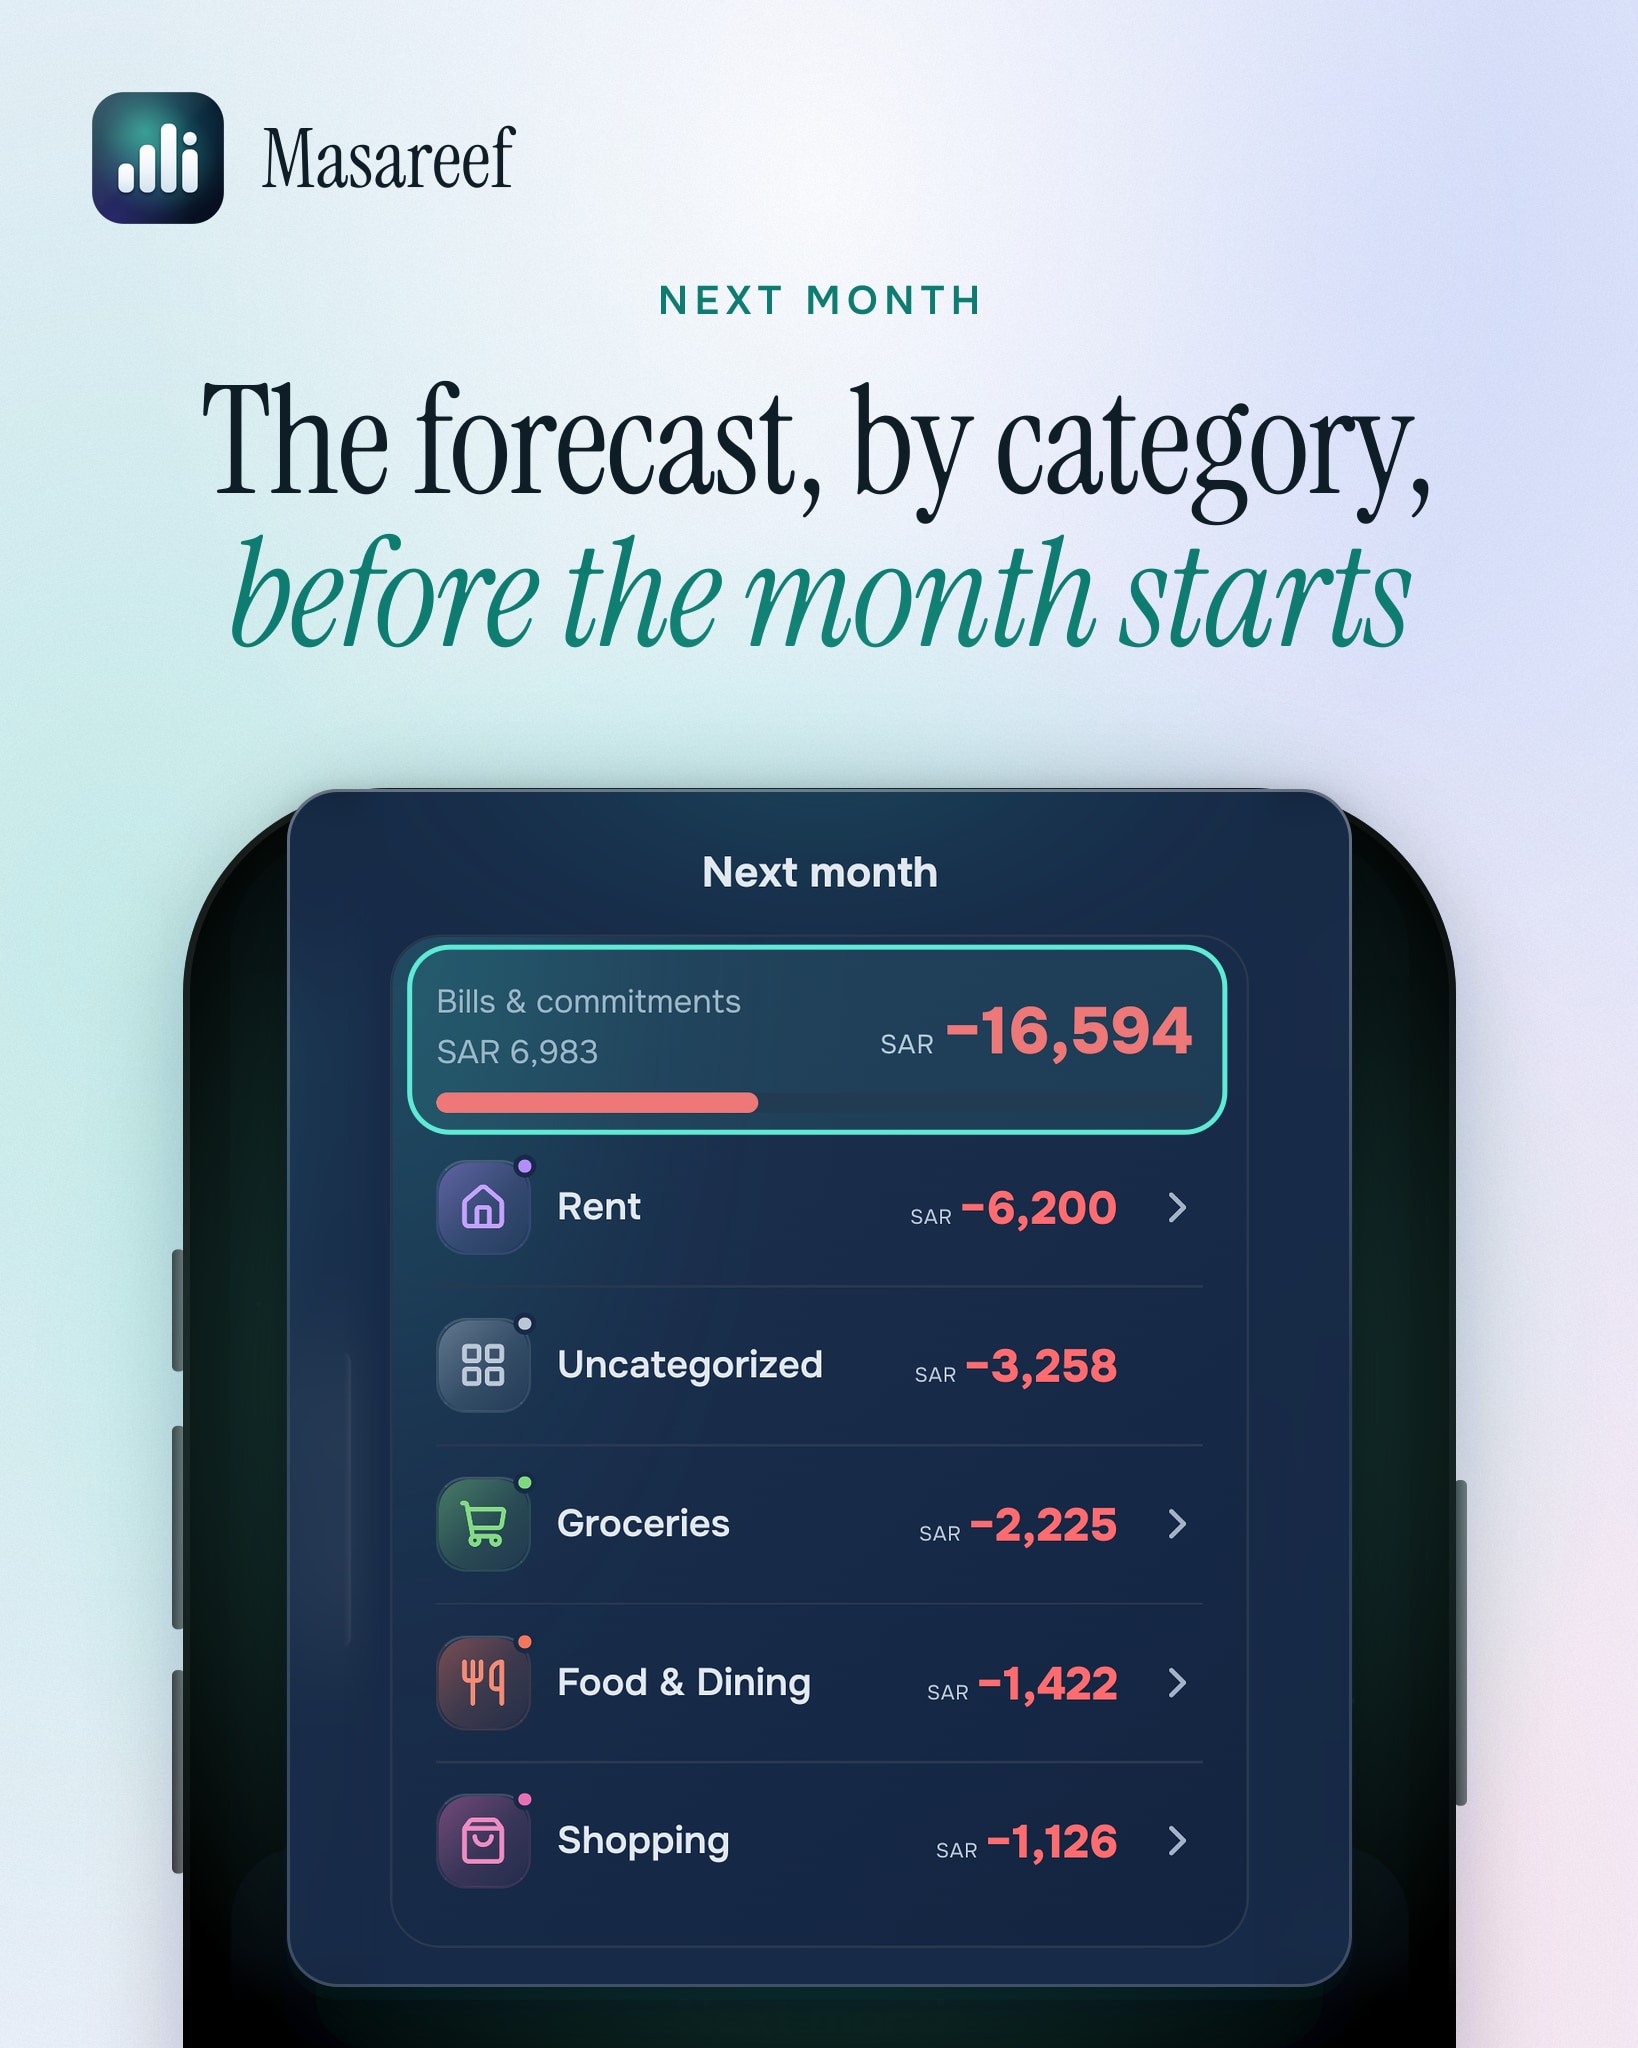 Masareef
NEXT MONTH
The forecast, by category,
before the month starts
Next month
Bills & commitments
SAR 6,983
SAR −16,594
Rent SAR −6,200
Uncategorized SAR −3,258
Groceries SAR −2,225
Food & Dining SAR −1,422
Shopping SAR −1,126